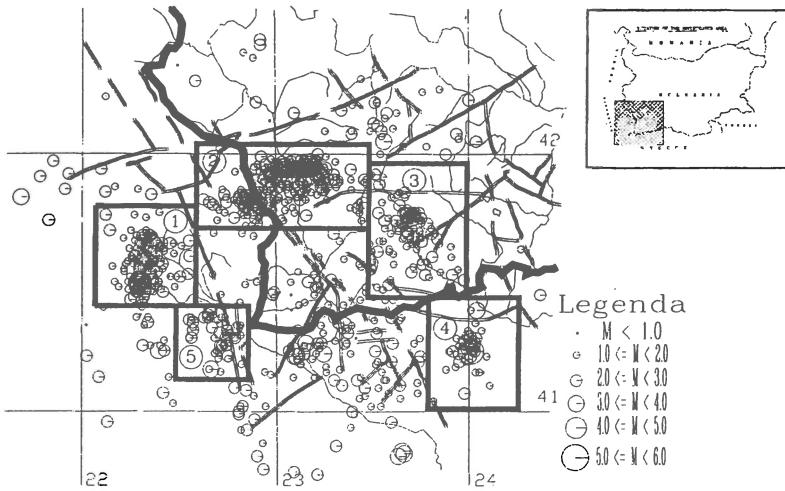 ROMANIA
BULGARIA
42
2
3
1
4
5
41
22
23
24
Legenda
M < 1.0
1.0 <= M < 2.0
2.0 <= M < 3.0
3.0 <= M < 4.0
4.0 <= M < 5.0
5.0 <= M < 6.0